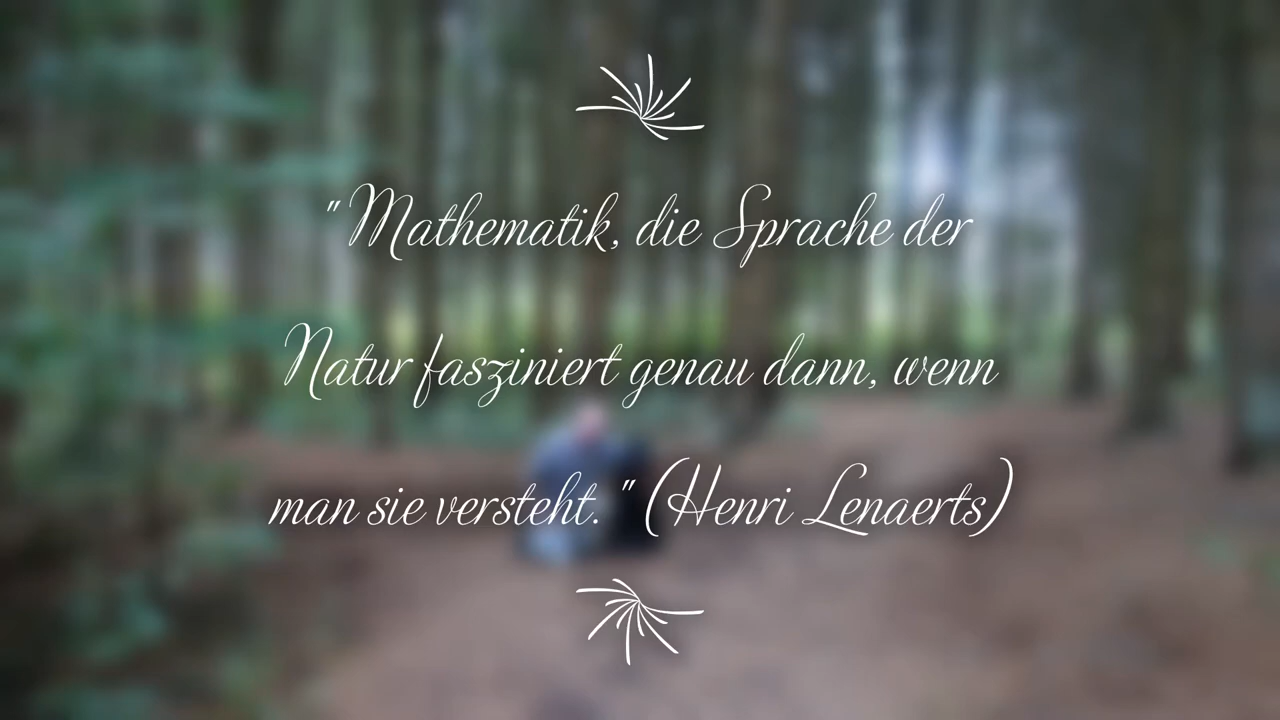 "Mathematik, die Sprache der
Natur fasziniert genau dann, wenn
man sie versteht." (Henri Lenaerts)